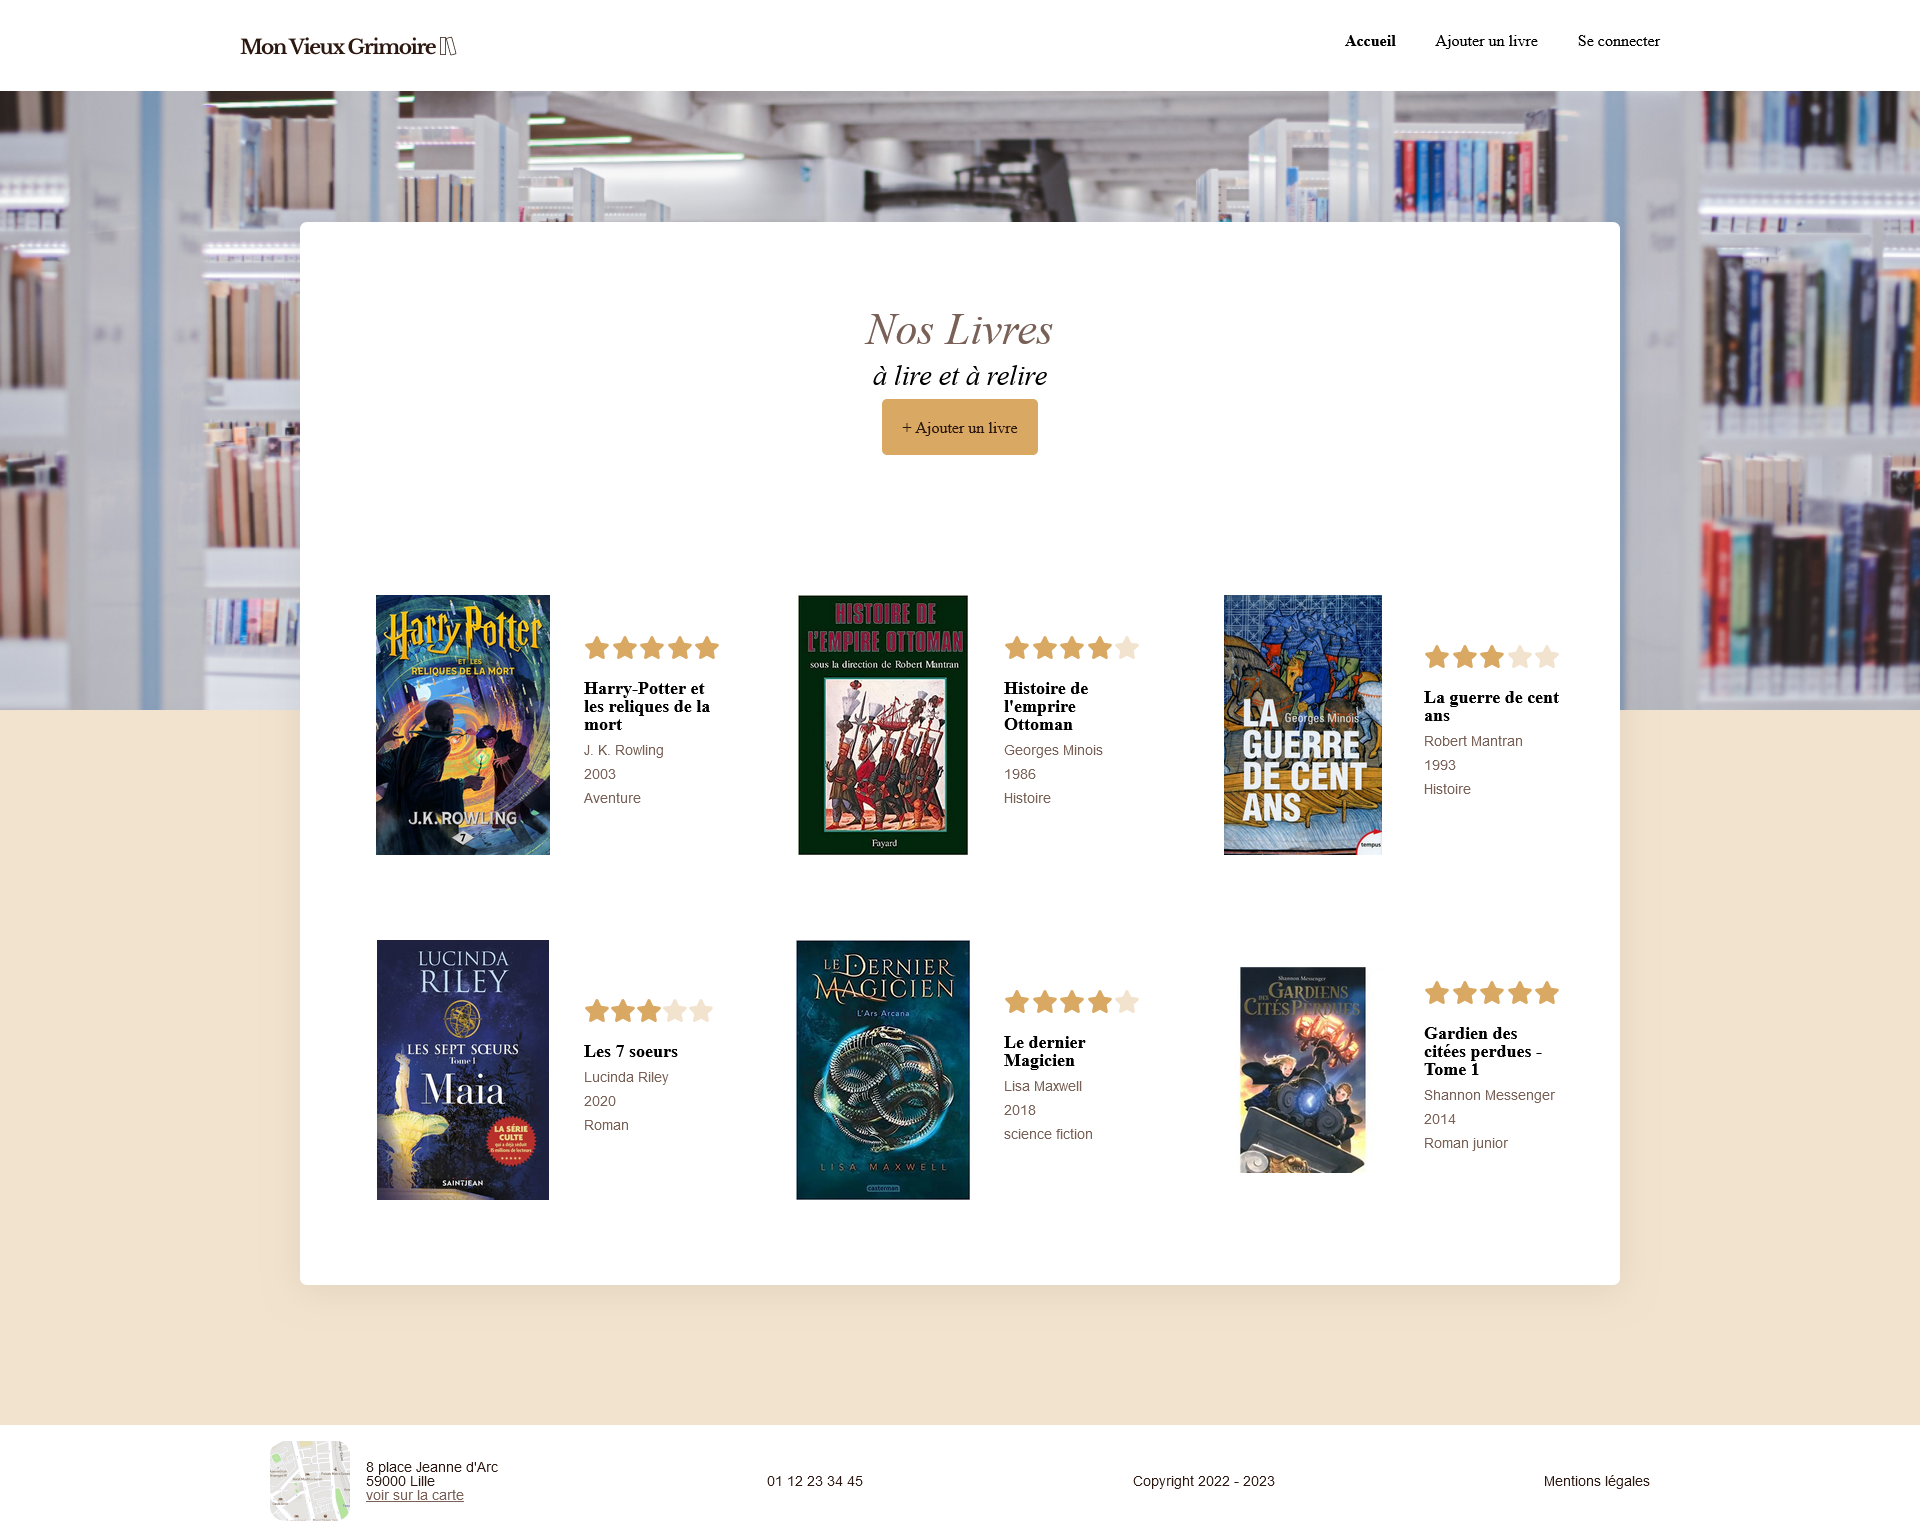 Mon Vieux Grimoire
Accueil
Ajouter un livre
Se connecter
Nos Livres
à lire et à relire
+ Ajouter un livre
Harry Potter
ET LES
RELIQUES DE LA MORT
J.K. ROWLING
7
Harry-Potter et
les reliques de la
mort
J. K. Rowling
2003
Aventure
HISTOIRE DE
L'EMPIRE OTTOMAN
sous la direction de Robert Mantran
Fayard
Histoire de
l'emprire
Ottoman
Georges Minois
1986
Histoire
LA
Georges Minois
GUERRE
DE CENT
ANS
tempus
La guerre de cent
ans
Robert Mantran
1993
Histoire
LUCINDA
RILEY
LES SEPT SŒURS
Tome I
Maia
LA SÉRIE
CULTE
qui a déjà séduit
15 millions de lecteurs
SAINTJEAN
Les 7 soeurs
Lucinda Riley
2020
Roman
LE DERNIER
MAGICIEN
L'Ars Arcana
LISA MAXWELL
casterman
Le dernier
Magicien
Lisa Maxwell
2018
science fiction
Shannon Messenger
GARDIENS
DES
CITÉS PERDUES
Gardien des
citées perdues -
Tome 1
Shannon Messenger
2014
Roman junior
8 place Jeanne d'Arc
59000 Lille
voir sur la carte
01 12 23 34 45
Copyright 2022 - 2023
Mentions légales